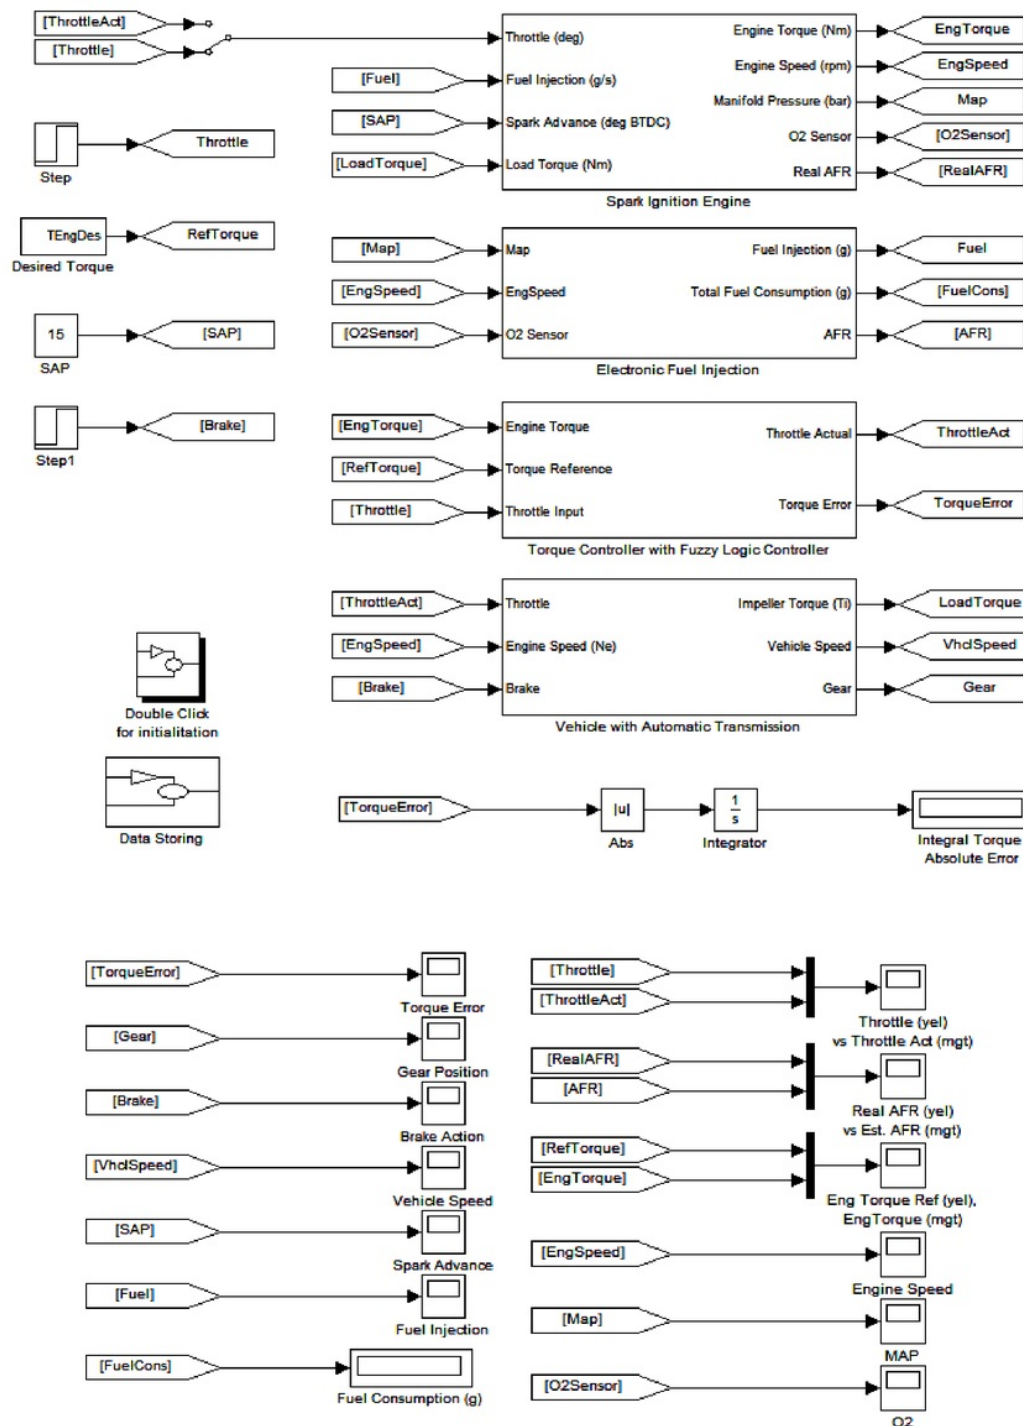 [ThrottleAct]
[Throttle]
Throttle (deg)
Engine Torque (Nm)
EngTorque
[Fuel]
Fuel Injection (g/s)
Engine Speed (rpm)
EngSpeed
[SAP]
Spark Advance (deg BTDC)
Manifold Pressure (bar)
Map
[LoadTorque]
Load Torque (Nm)
O2 Sensor
[O2Sensor]
Real AFR
[RealAFR]
Spark Ignition Engine
Throttle
Step
TEngDes
RefTorque
Desired Torque
15
[SAP]
SAP
[Brake]
Step1
[Map]
Map
Fuel Injection (g)
Fuel
[EngSpeed]
EngSpeed
Total Fuel Consumption (g)
[FuelCons]
[O2Sensor]
O2 Sensor
AFR
[AFR]
Electronic Fuel Injection
[EngTorque]
Engine Torque
Throttle Actual
ThrottleAct
[RefTorque]
Torque Reference
[Throttle]
Throttle Input
Torque Error
TorqueError
Torque Controller with Fuzzy Logic Controller
[ThrottleAct]
Throttle
Impeller Torque (Ti)
LoadTorque
[EngSpeed]
Engine Speed (Ne)
Vehicle Speed
VhclSpeed
[Brake]
Brake
Gear
Gear
Vehicle with Automatic Transmission
Double Click
for initialitation
Data Storing
[TorqueError]
|u|
Abs
1
s
Integrator
Integral Torque
Absolute Error
[TorqueError]
Torque Error
[Gear]
Gear Position
[Brake]
Brake Action
[VhclSpeed]
Vehicle Speed
[SAP]
Spark Advance
[Fuel]
Fuel Injection
[FuelCons]
Fuel Consumption (g)
[Throttle]
[ThrottleAct]
Throttle (yel)
vs Throttle Act (mgt)
[RealAFR]
[AFR]
Real AFR (yel)
vs Est. AFR (mgt)
[RefTorque]
[EngTorque]
Eng Torque Ref (yel),
EngTorque (mgt)
[EngSpeed]
Engine Speed
[Map]
MAP
[O2Sensor]
O2